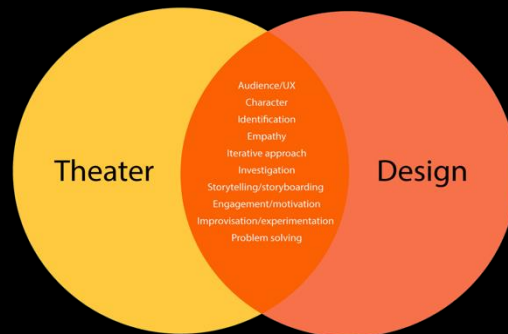 Theater
Audience/UX
Character
Identification
Empathy
Iterative approach
Investigation
Storytelling/storyboarding
Engagement/motivation
Improvisation/experimentation
Problem solving
Design